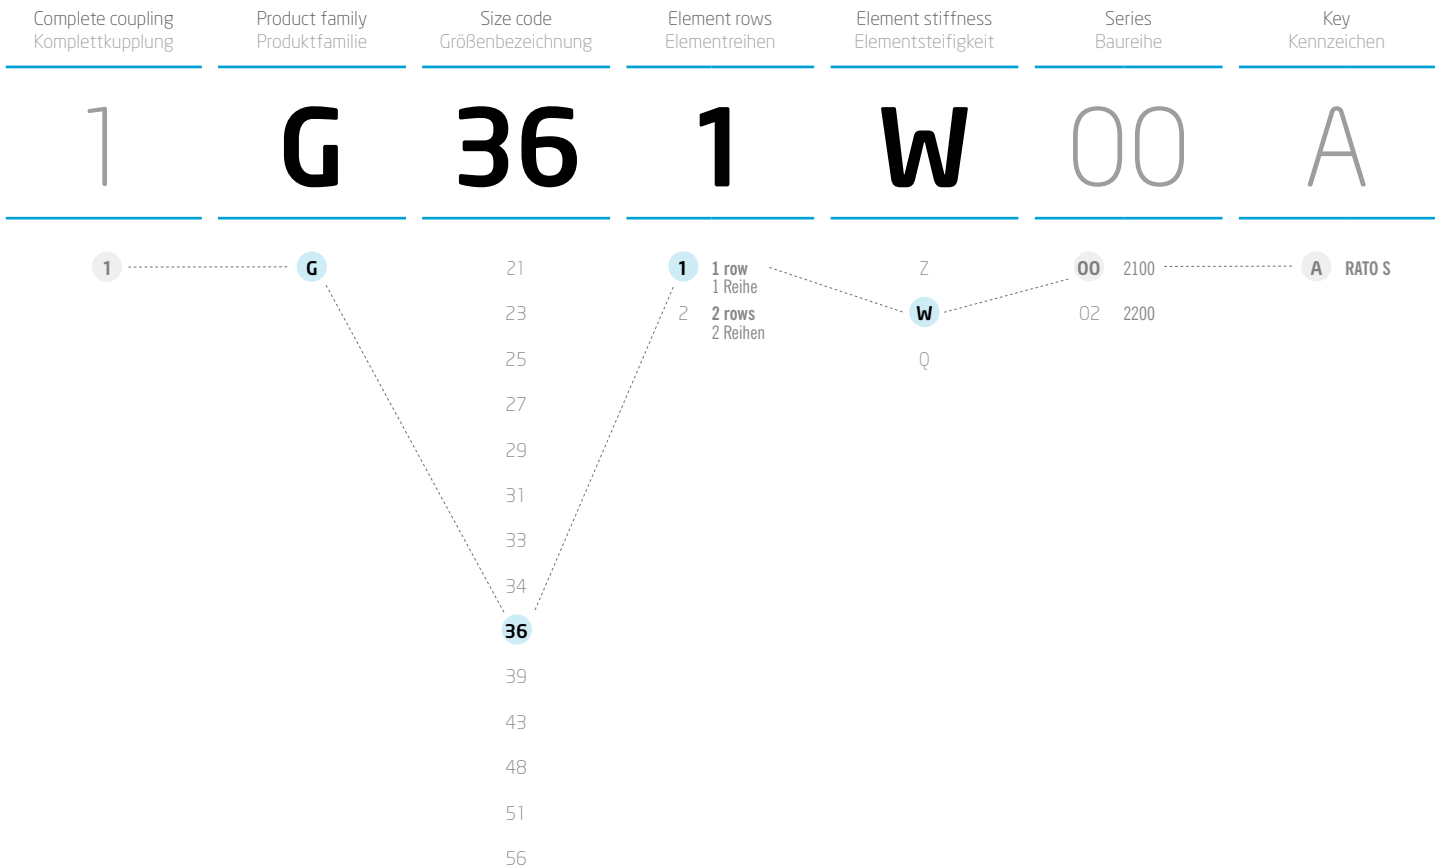 Complete coupling
Komplettkupplung
Product family
Produktfamilie
Size code
Größenbezeichnung
Element rows
Elementreihen
Element stiffness
Elementsteifigkeit
Series
Baureihe
Key
Kennzeichen
1 G 36 1 W 00 A
1
G
21
23
25
27
29
31
33
34
36
39
43
48
51
56
1 1 row
1 Reihe
2 2 rows
2 Reihen
Z
W
Q
00 2100
02 2200
A RATO S